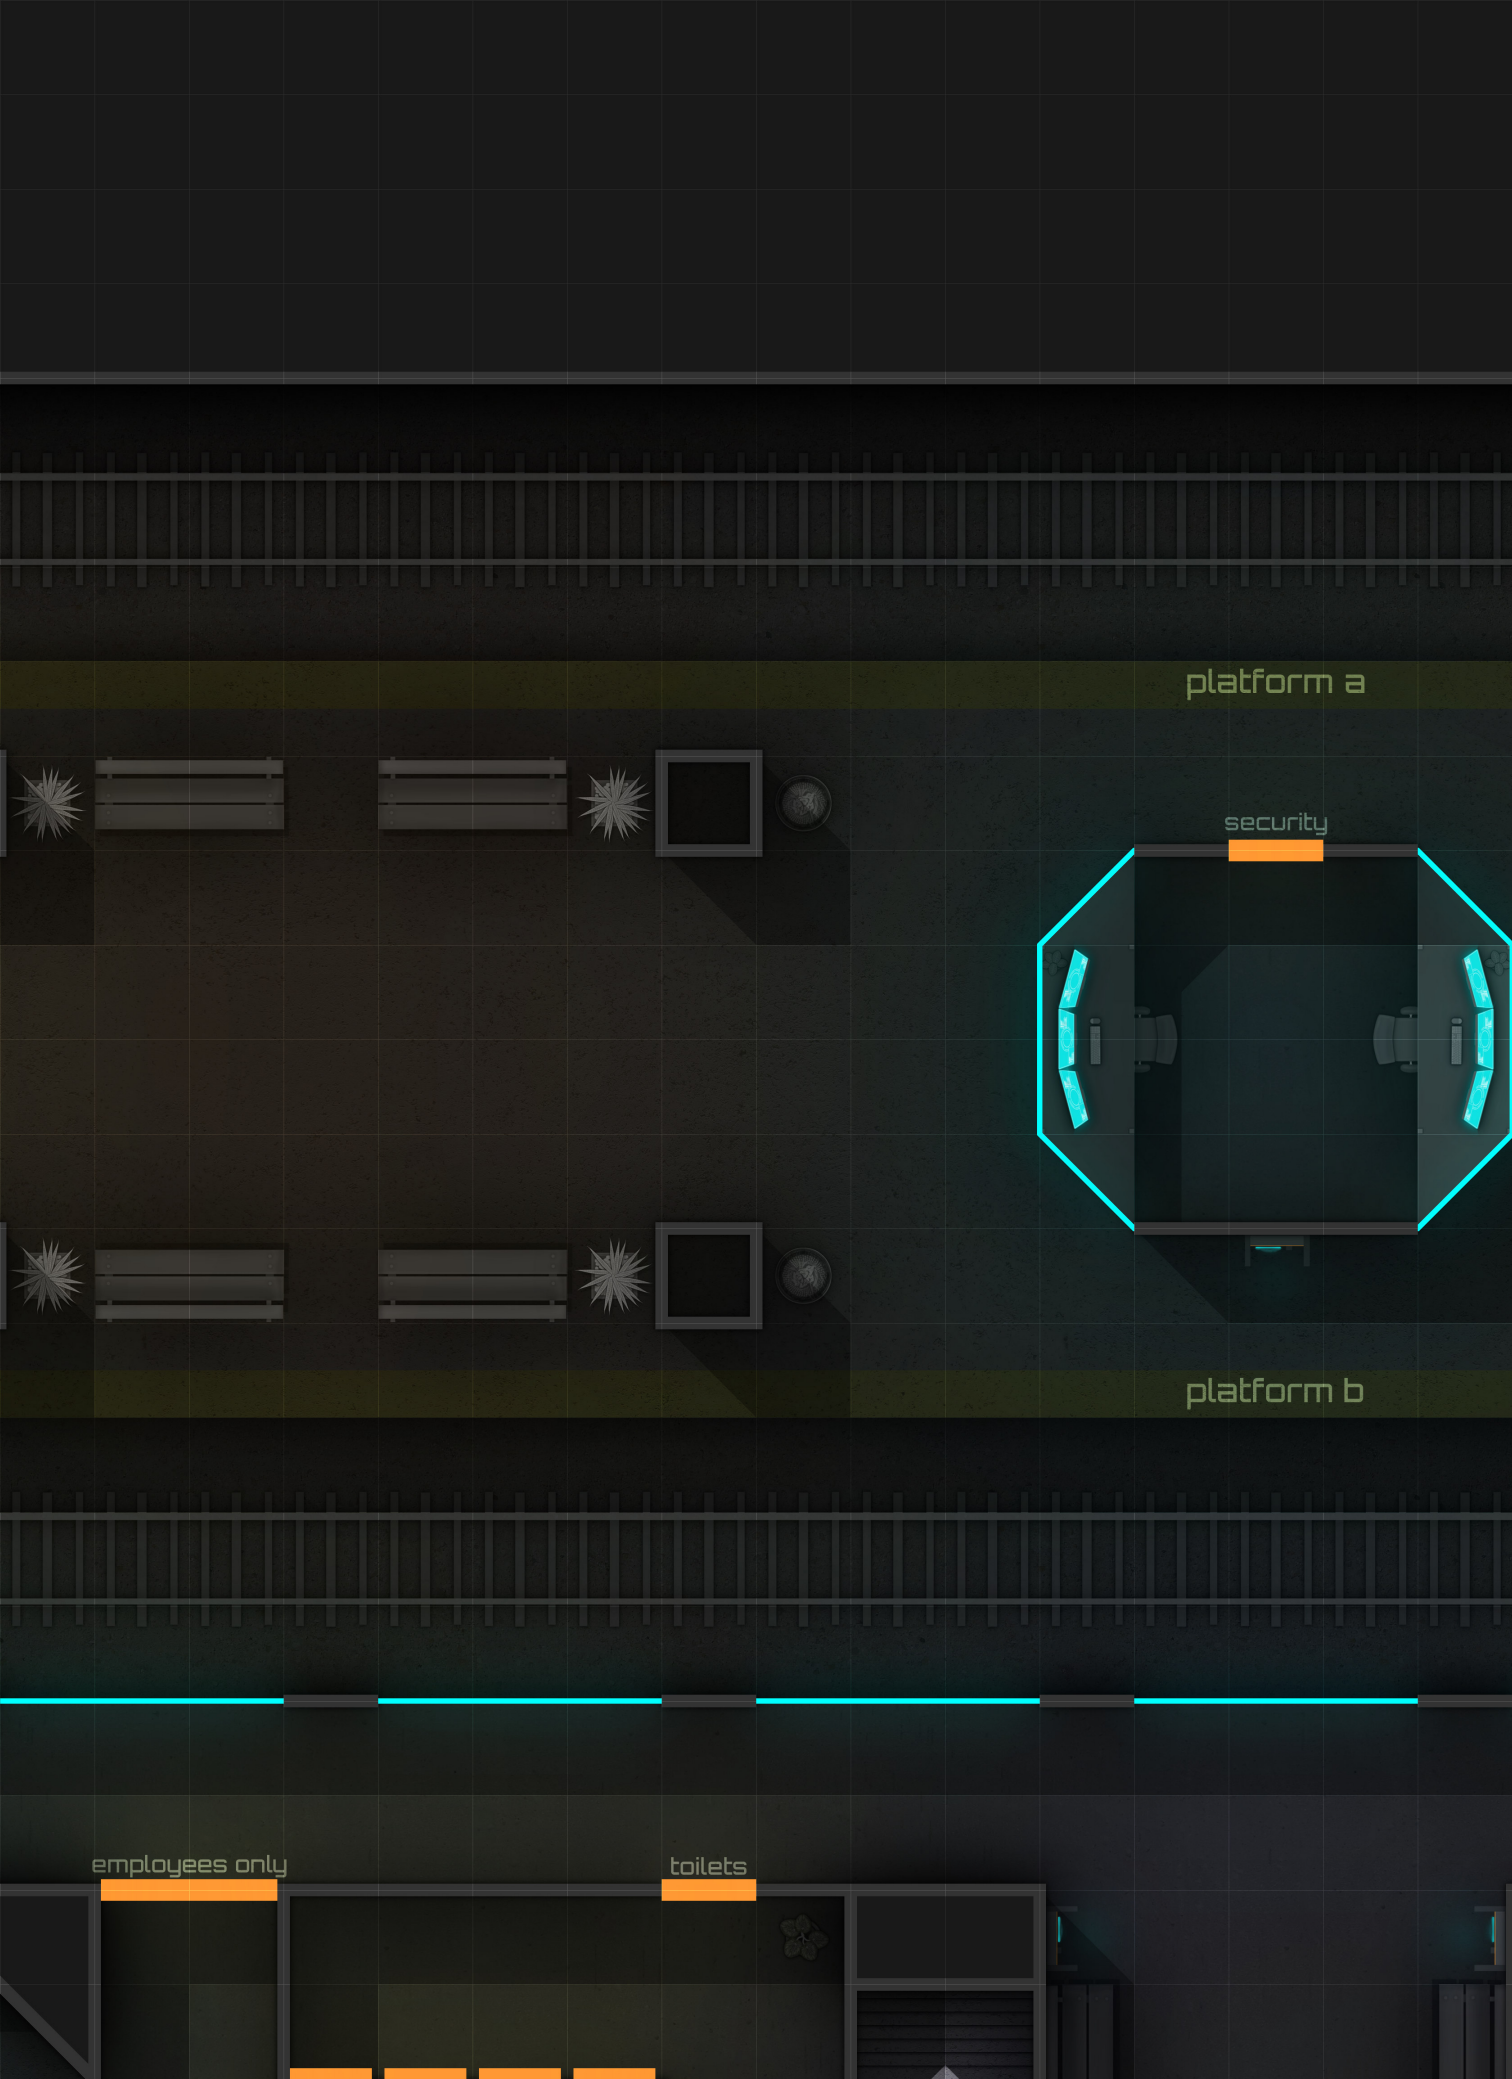 platform a
security
platform b
employees only
toilets